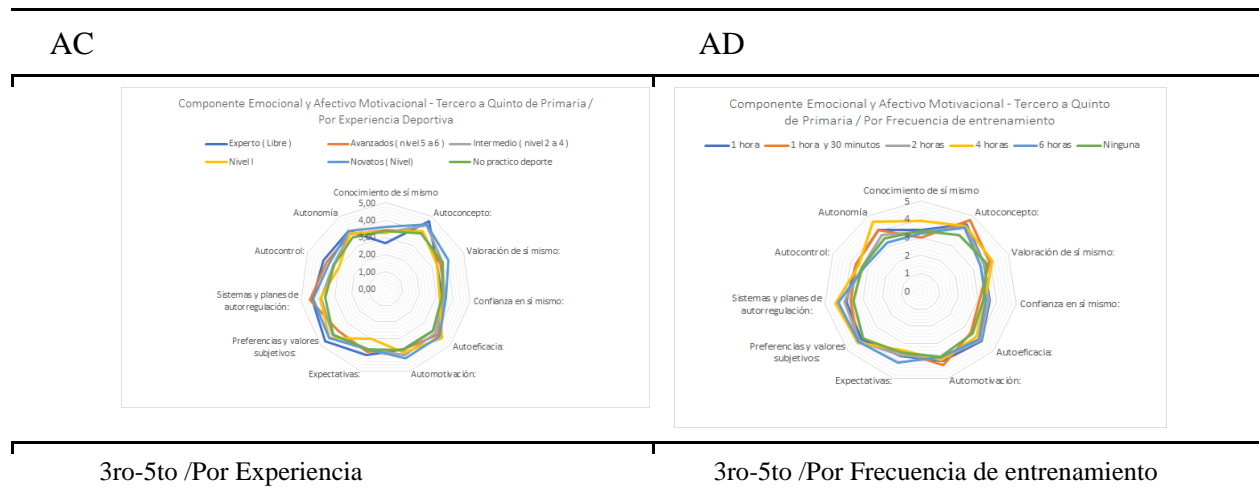 AC
AD
Componente Emocional y Afectivo Motivacional - Tercero a Quinto de Primaria /
Por Experiencia Deportiva
Experto ( Libre ) Avanzados ( nivel 5 a 6 ) Intermedio ( nivel 2 a 4 )
Nivel I Novatos ( Nivel) No practico deporte
Conocimiento de sí mismo
Autoconcepto:
Valoración de sí mismo:
Confianza en sí mismo:
Autoeficacia:
Automotivación:
Expectativas:
Preferencias y valores
subjetivos:
Sistemas y planes de
autorregulación:
Autocontrol:
Autonomía
5,00
4,00
2,00
1,00
0,00
Componente Emocional y Afectivo Motivacional - Tercero a Quinto
de Primaria / Por Frecuencia de entrenamiento
1 hora 1 hora y 30 minutos 2 horas 4 horas 6 horas Ninguna
Conocimiento de sí mismo
Autoconcepto:
Valoración de sí mismo:
Confianza en sí mismo:
Autoeficacia:
Automotivación:
Expectativas:
Preferencias y valores
subjetivos:
Sistemas y planes de
autorregulación:
Autocontrol:
Autonomía
5
4
2
1
0
3ro-5to /Por Experiencia
3ro-5to /Por Frecuencia de entrenamiento